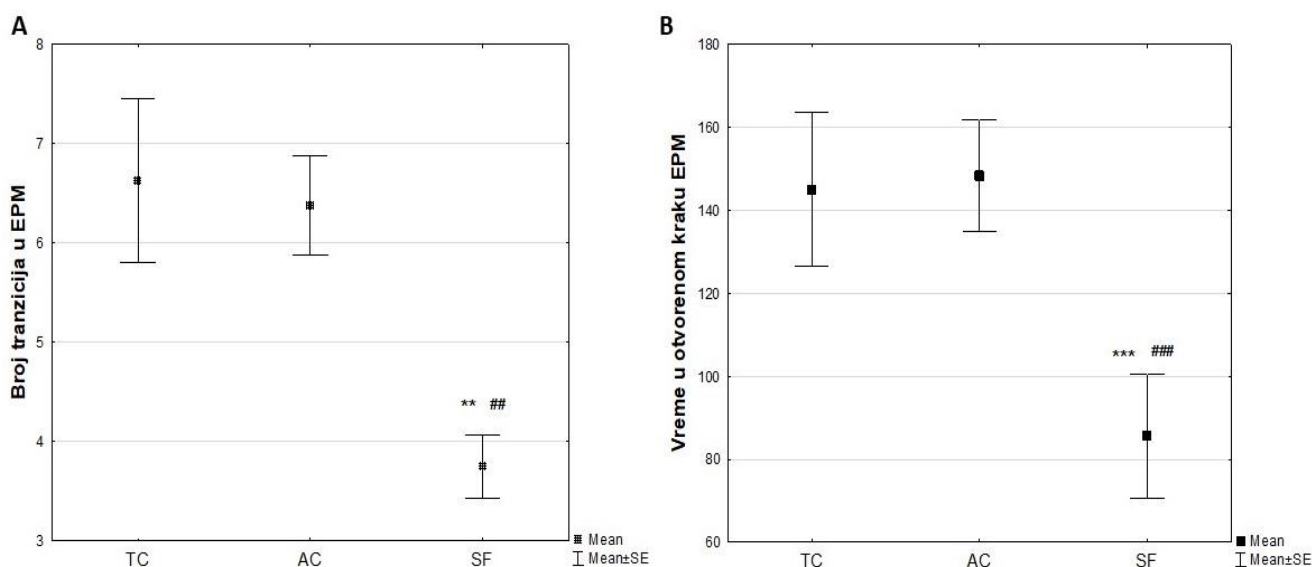 A
Broj tranzicija u EPM
8
7
6
5
4
3
** ##
TC AC SF
Mean
Mean±SE
B
Vreme u otvorenom kraku EPM
180
160
140
120
100
80
60
*** ###
TC AC SF
Mean
Mean±SE